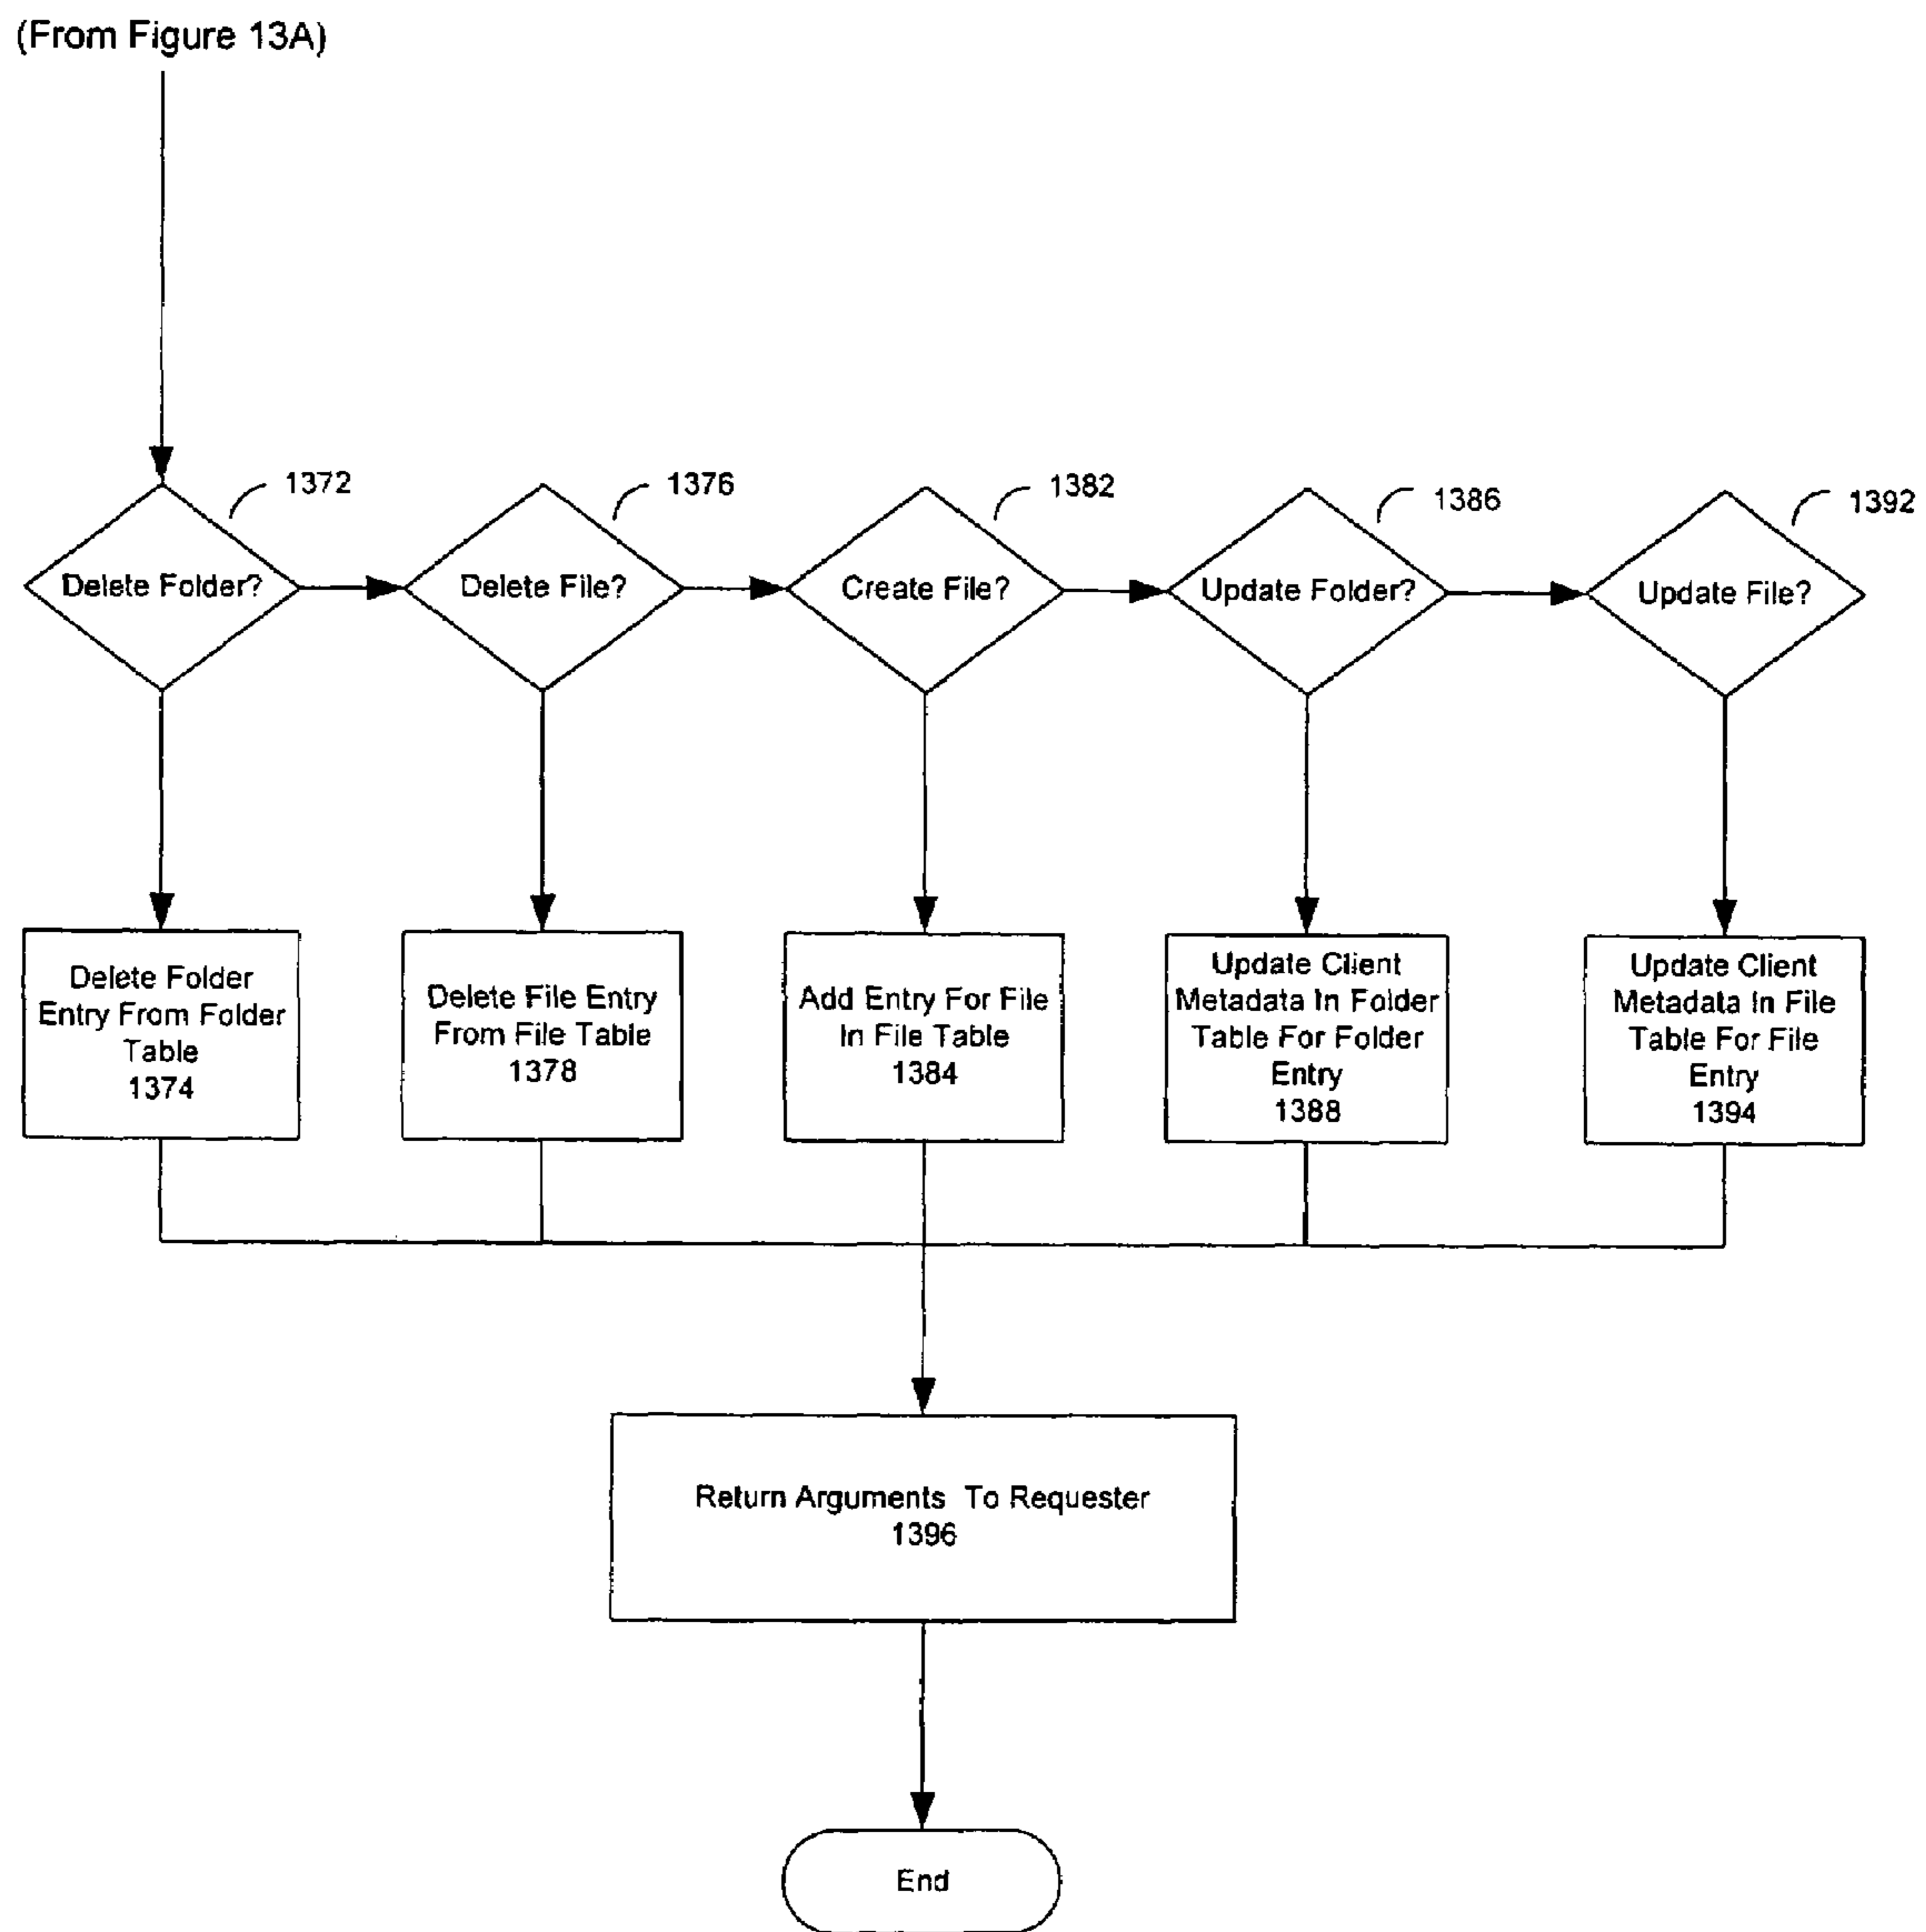 (From Figure 13A)
1372
1376
1382
1386
1392
Delete Folder?
Delete File?
Create File?
Update Folder?
Update File?
Delete Folder
Entry From Folder
Table
1374
Delete File Entry
From File Table
1378
Add Entry For File
In File Table
1384
Update Client
Metadata In Folder
Table For Folder
Entry
1388
Update Client
Metadata In File
Table For File
Entry
1394
Return Arguments To Requester
1396
End